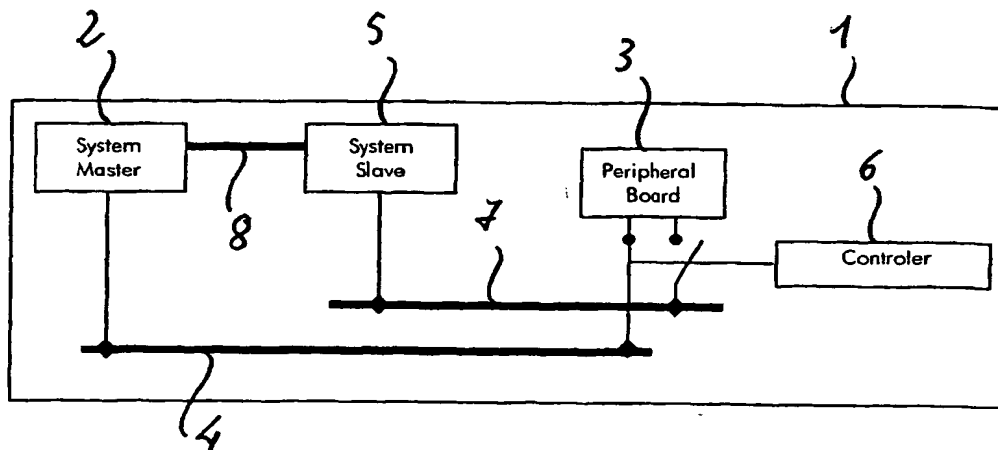 2
5
3
1
System
Master
System
Slave
Peripheral
Board
6
8
7
Controler
4